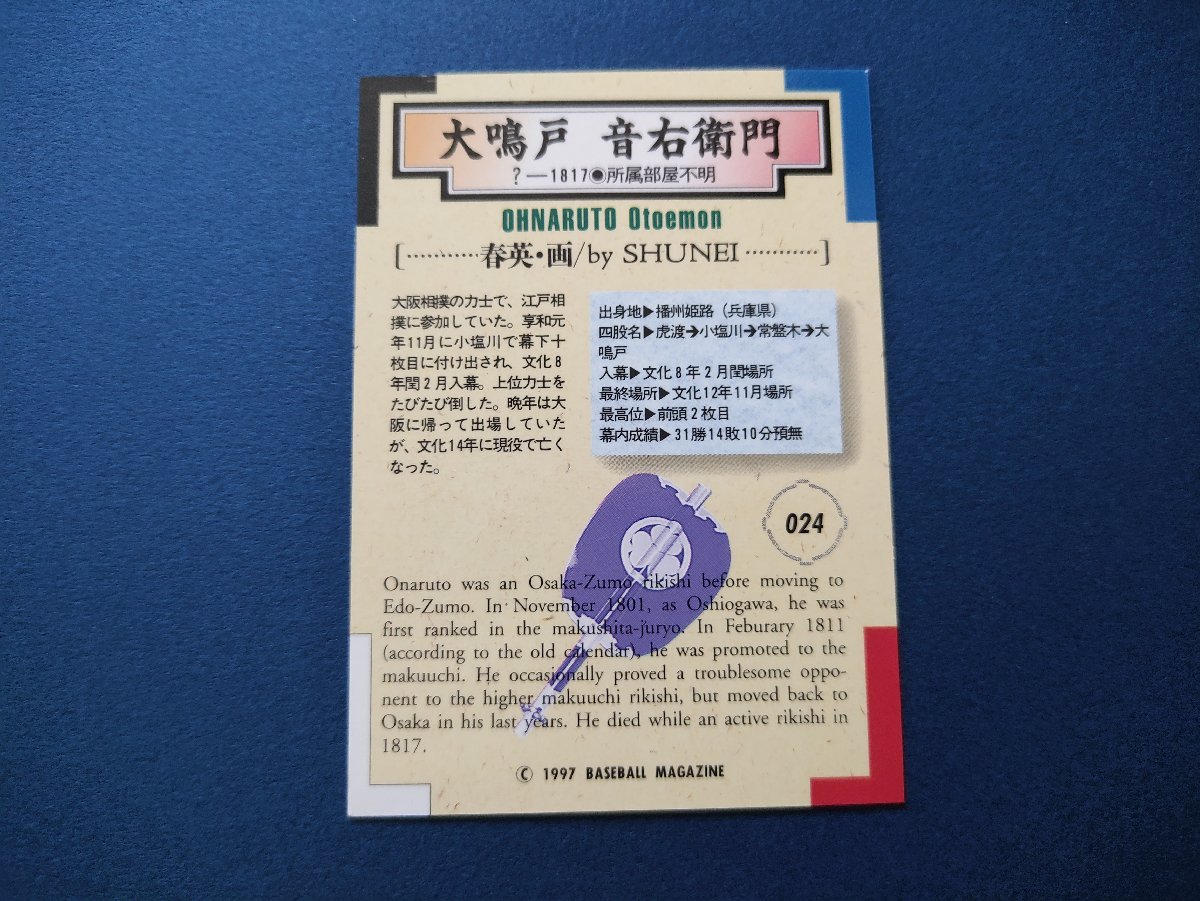 大鳴戸 音右衛門
?―1817◉所属部屋不明
OHNARUTO Otoemon
[…………春英・画/by SHUNEI…………]
大阪相撲の力士で、江戸相
撲に参加していた。享和元
年11月に小塩川で幕下十
枚目に付け出され、文化8
年閏2月入幕。上位力士を
たびたび倒した。晩年は大
阪に帰って出場していた
が、文化14年に現役で亡く
なった。
出身地▶播州姫路(兵庫県)
四股名▶虎渡➔小塩川➔常盤木➔大
鳴戸
入幕▶文化8年2月閏場所
最終場所▶文化12年11月場所
最高位▶前頭2枚目
幕内成績▶31勝14敗10分預無
024
Onaruto was an Osaka-Zumo rikishi before moving to
Edo-Zumo. In November 1801, as Oshiogawa, he was
first ranked in the makushita-juryo. In Feburary 1811
(according to the old calendar), he was promoted to the
makuuchi. He occasionally proved a troublesome oppo-
nent to the higher makuuchi rikishi, but moved back to
Osaka in his last years. He died while an active rikishi in
1817.
© 1997 BASEBALL MAGAZINE